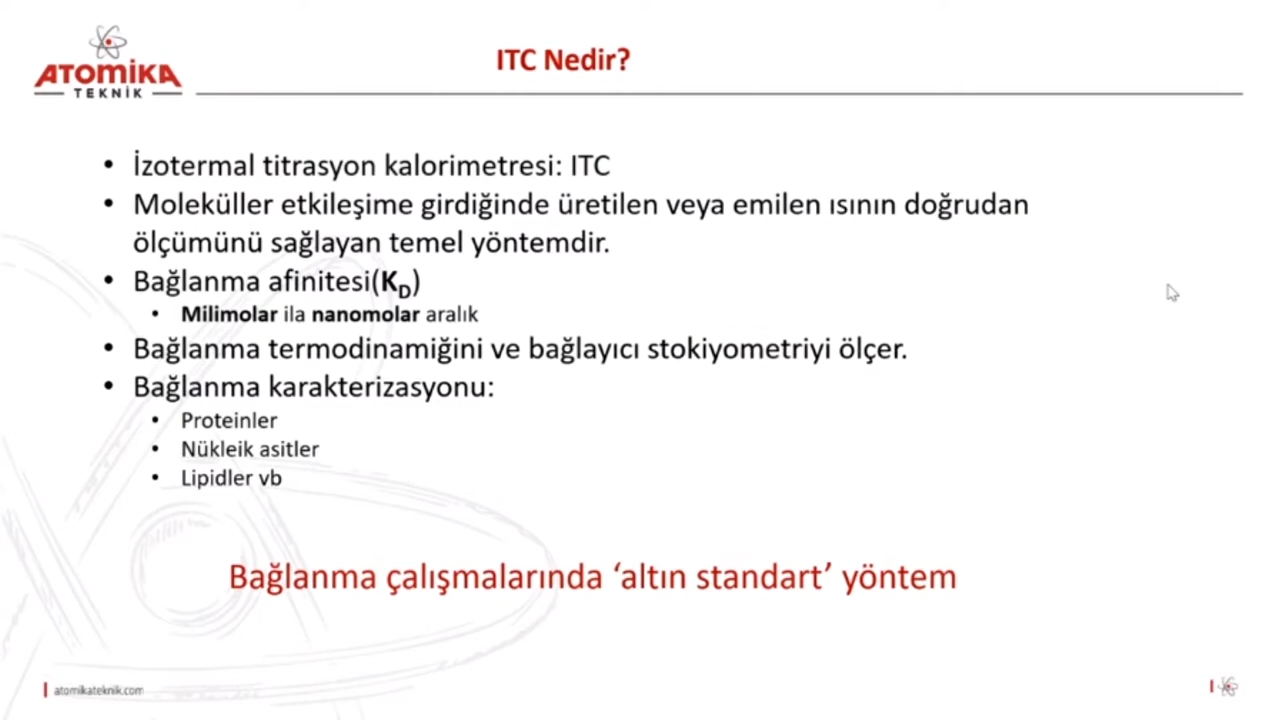 ATOMİKA
TEKNİK
ITC Nedir?
• İzotermal titrasyon kalorimetresi: ITC
• Moleküller etkileşime girdiğinde üretilen veya emilen ısının doğrudan
ölçümünü sağlayan temel yöntemdir.
• Bağlanma afinitesi(KD)
• Milimolar ila nanomolar aralık
• Bağlanma termodinamiğini ve bağlayıcı stokiyometriyi ölçer.
• Bağlanma karakterizasyonu:
• Proteinler
• Nükleik asitler
• Lipidler vb
Bağlanma çalışmalarında ‘altın standart’ yöntem
atomikateknik.com